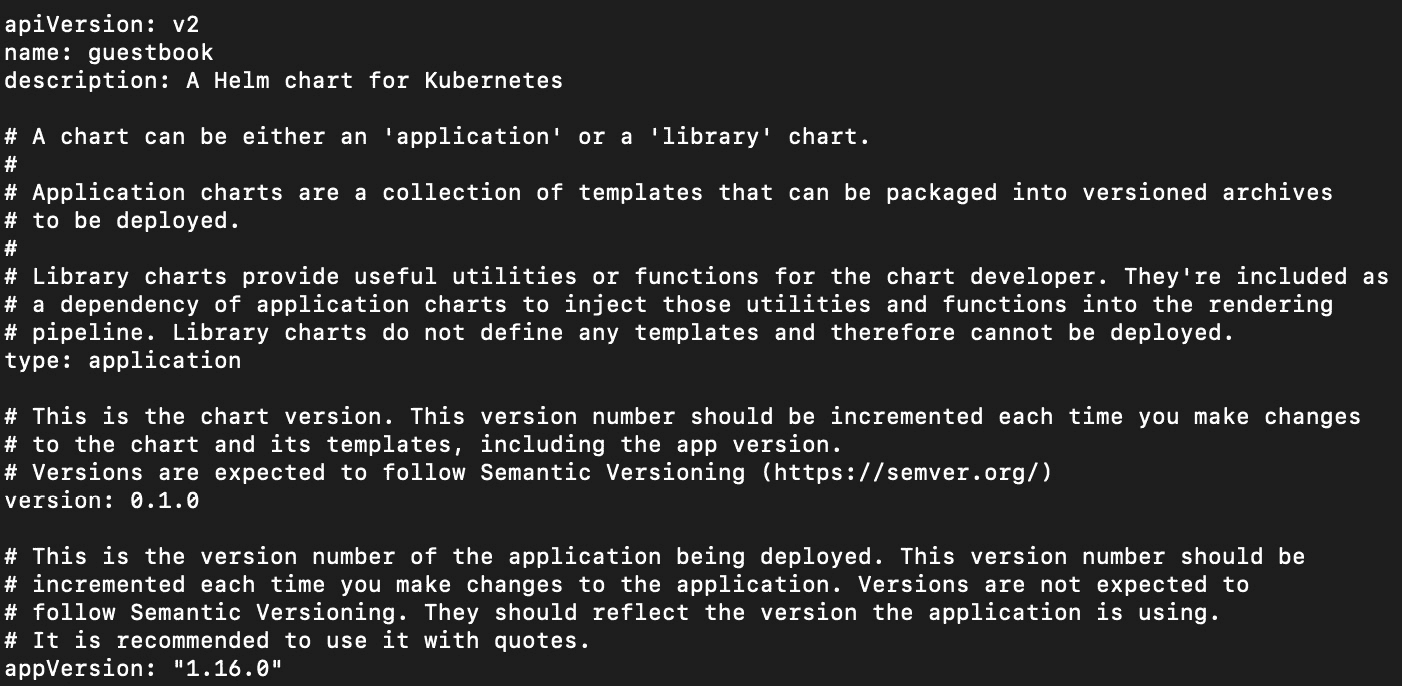 apiVersion: v2
name: guestbook
description: A Helm chart for Kubernetes

# A chart can be either an 'application' or a 'library' chart.
#
# Application charts are a collection of templates that can be packaged into versioned archives
# to be deployed.
#
# Library charts provide useful utilities or functions for the chart developer. They're included as
# a dependency of application charts to inject those utilities and functions into the rendering
# pipeline. Library charts do not define any templates and therefore cannot be deployed.
type: application

# This is the chart version. This version number should be incremented each time you make changes
# to the chart and its templates, including the app version.
# Versions are expected to follow Semantic Versioning (https://semver.org/)
version: 0.1.0

# This is the version number of the application being deployed. This version number should be
# incremented each time you make changes to the application. Versions are not expected to
# follow Semantic Versioning. They should reflect the version the application is using.
# It is recommended to use it with quotes.
appVersion: "1.16.0"